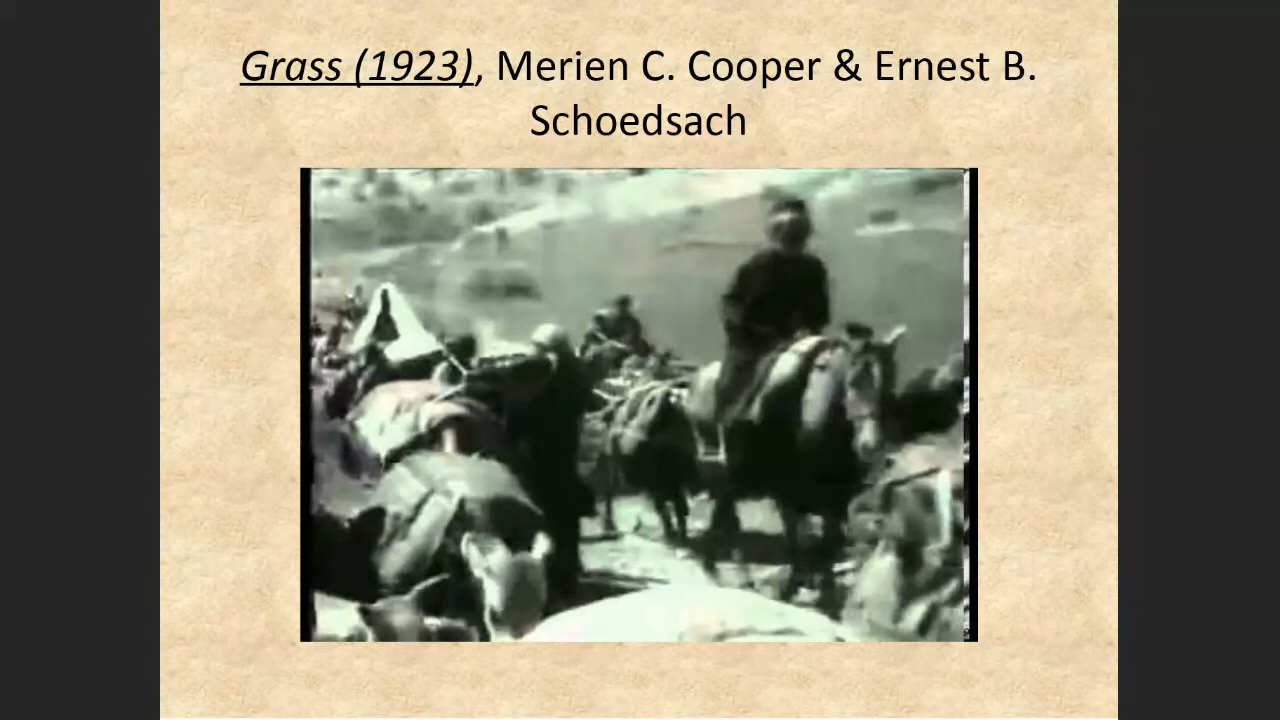 Grass (1923), Merien C. Cooper & Ernest B.
Schoedsach